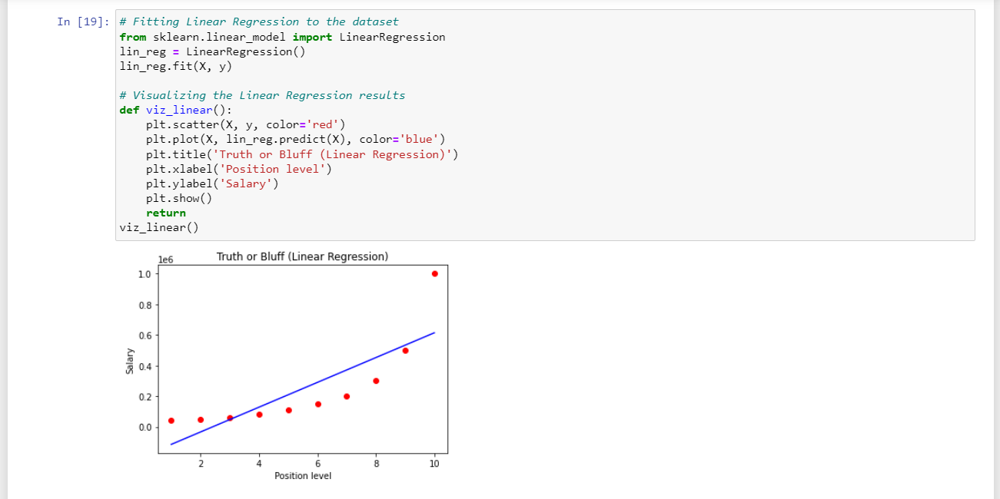 In [19]: # Fitting Linear Regression to the dataset
from sklearn.linear_model import LinearRegression
lin_reg = LinearRegression()
lin_reg.fit(X, y)
# Visualizing the Linear Regression results
def viz_linear():
    plt.scatter(X, y, color='red')
    plt.plot(X, lin_reg.predict(X), color='blue')
    plt.title('Truth or Bluff (Linear Regression)')
    plt.xlabel('Position level')
    plt.ylabel('Salary')
    plt.show()
    return
viz_linear()
1e6
Truth or Bluff (Linear Regression)
1.0
0.8
0.6
0.4
0.2
0.0
Salary
2 4 6 8 10
Position level